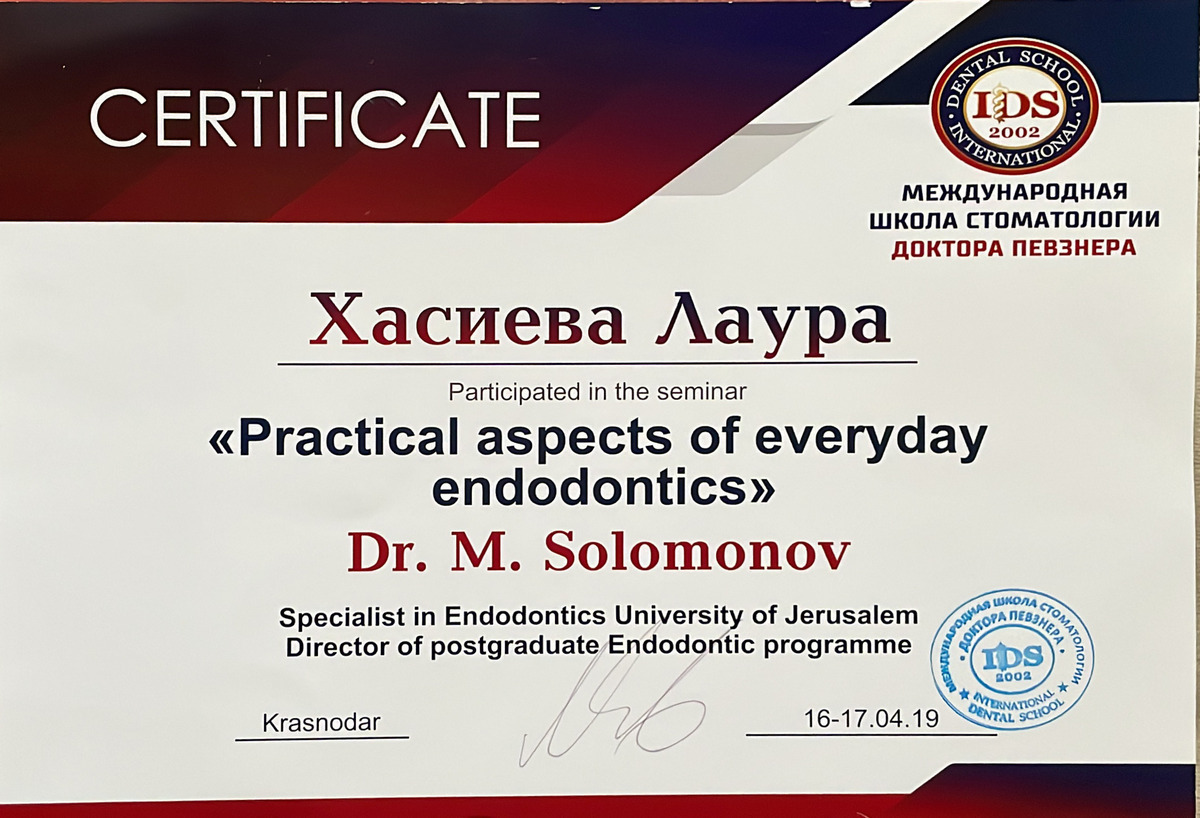 CERTIFICATE
DENTAL SCHOOL
IDS
2002
INTERNATIONAL
МЕЖДУНАРОДНАЯ
ШКОЛА СТОМАТОЛОГИИ
ДОКТОРА ПЕВЗНЕРА
Хасиева Лаура
Participated in the seminar
«Practical aspects of everyday
endodontics»
Dr. M. Solomonov
Specialist in Endodontics University of Jerusalem
Director of postgraduate Endodontic programme
Krasnodar
16-17.04.19
МЕЖДУНАРОДНАЯ ШКОЛА СТОМАТОЛОГИИ
ДОКТОРА ПЕВЗНЕРА
IDS
2002
INTERNATIONAL
DENTAL SCHOOL